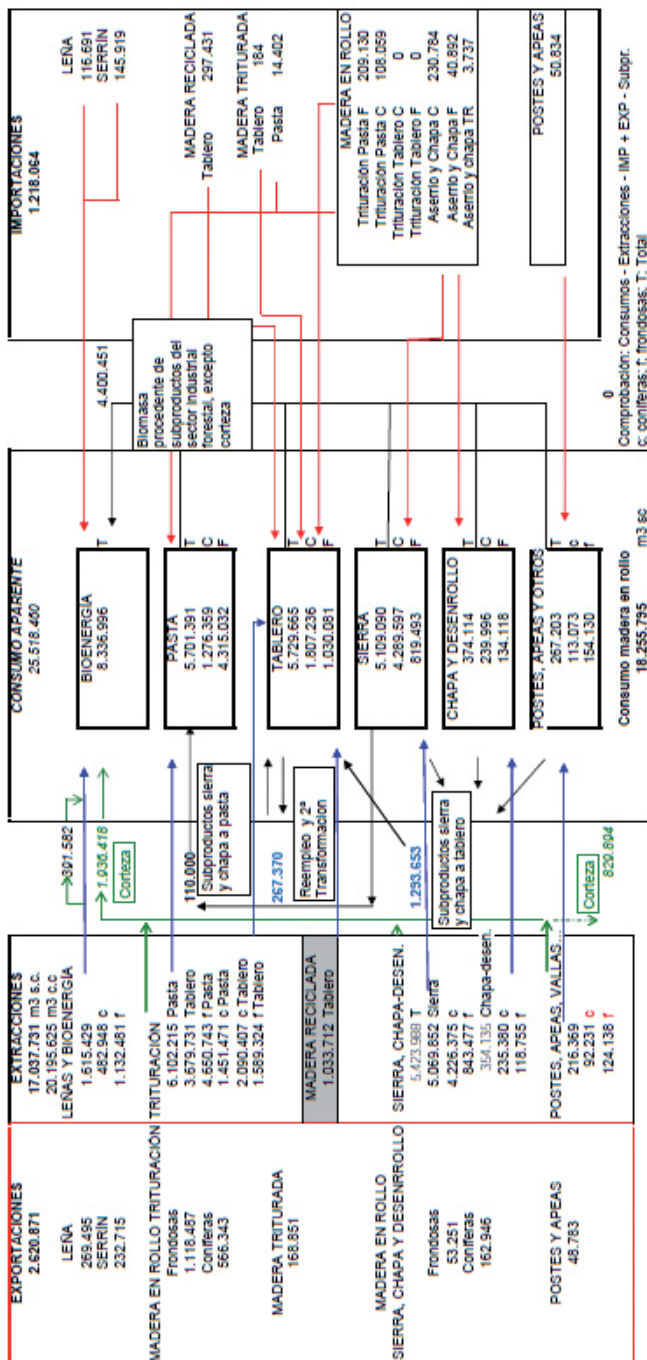 EXPORTACIONES
2.620.871
LEÑA
269.495
SERRÍN
232.715
MADERA EN ROLLO TRITURACIÓN
Frondosas
1.118.487
Coníferas
566.343
MADERA TRITURADA
168.851
MADERA EN ROLLO
SIERRA, CHAPA Y DESENRROLLO
Frondosas
53.251
Coníferas
162.946
POSTES Y APEAS
48.783
EXTRACCIONES
17.097.731 m3 s.c.
20.195.625 m3 c.c
LEÑAS Y BIOENERGÍA
1.615.429
482.948 c
1.132.481 f
TRITURACIÓN
6.102.215 Pasta
3.679.731 Tablero
4.650.743 f Pasta
1.451.471 c Pasta
2.090.407 c Tablero
1.589.324 f Tablero
MADERA RECICLADA
1.033.712 Tablero
SIERRA, CHAPA-DESEN.
5.423.988 T
5.069.852 Sierra
4.226.375 c
843.477 f
354.135 Chapa-desen.
235.380 c
118.755 f
POSTES, APEAS, VALLAS...
216.369
92.231 c
124.138 f
391.582
1.936.418
Corteza
110.000
Subproductos sierra
y chapa a pasta
267.370
Reempleo y 2ª
Transformacion
1.293.653
Subproductos sierra
y chapa a tablero
Corteza
829.894
CONSUMO APARENTE
25.518.460
BIOENERGÍA
8.336.996 T
PASTA
5.701.391 T
1.276.359 C
4.315.032 F
TABLERO
5.729.665 T
1.807.236 C
1.030.081 F
SIERRA
5.109.090 T
4.289.597 C
819.493 F
CHAPA Y DESENROLLO
374.114 T
239.996 C
134.118 F
POSTES, APEAS Y OTROS
267.203 T
113.073 c
154.130 f
Consumo madera en rollo
18.255.795 m3 sc
4.400.451
Biomasa
procedente de
subproductos del
sector Industrial
forestal, excepto
corteza
IMPORTACIONES
1.218.064
LEÑA
116.691
SERRÍN
145.919
MADERA RECICLADA
Tablero 297.431
MADERA TRITURADA
Tablero 184
Pasta 14.402
MADERA EN ROLLO
Trituración Pasta F 209.130
Trituración Pasta C 108.059
Trituración Tablero C 0
Trituración Tablero F 0
Aserrio y Chapa C 230.784
Aserrio y Chapa F 40.892
Aserrio y chapa TR 3.737
POSTES Y APEAS
50.834
0
Comprobación: Consumos - Extracciones - IMP + EXP - Subpr.
c: coníferas; f: frondosas; T: Total